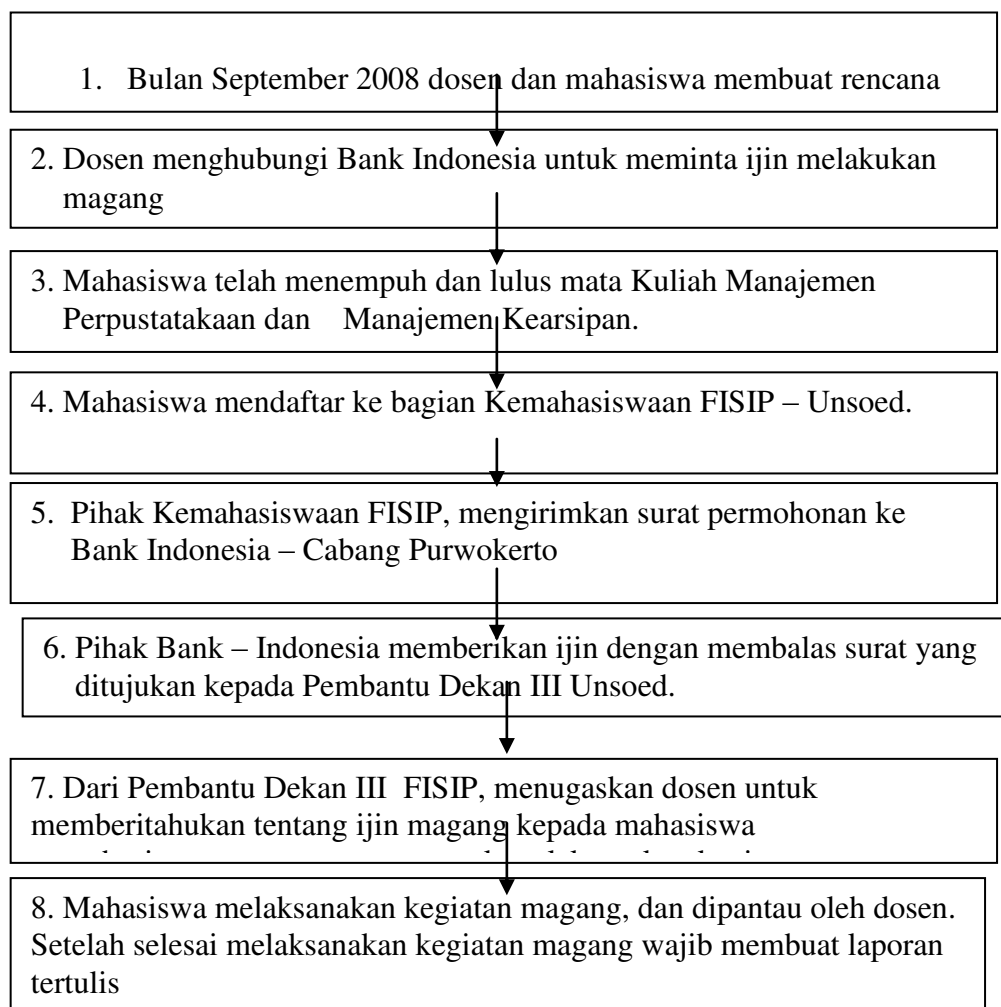 1. Bulan September 2008 dosen dan mahasiswa membuat rencana
2. Dosen menghubungi Bank Indonesia untuk meminta ijin melakukan
magang
3. Mahasiswa telah menempuh dan lulus mata Kuliah Manajemen
Perpustatakaan dan Manajemen Kearsipan.
4. Mahasiswa mendaftar ke bagian Kemahasiswaan FISIP – Unsoed.
5. Pihak Kemahasiswaan FISIP, mengirimkan surat permohonan ke
Bank Indonesia – Cabang Purwokerto
6. Pihak Bank – Indonesia memberikan ijin dengan membalas surat yang
ditujukan kepada Pembantu Dekan III Unsoed.
7. Dari Pembantu Dekan III FISIP, menugaskan dosen untuk
memberitahukan tentang ijin magang kepada mahasiswa
8. Mahasiswa melaksanakan kegiatan magang, dan dipantau oleh dosen.
Setelah selesai melaksanakan kegiatan magang wajib membuat laporan
tertulis